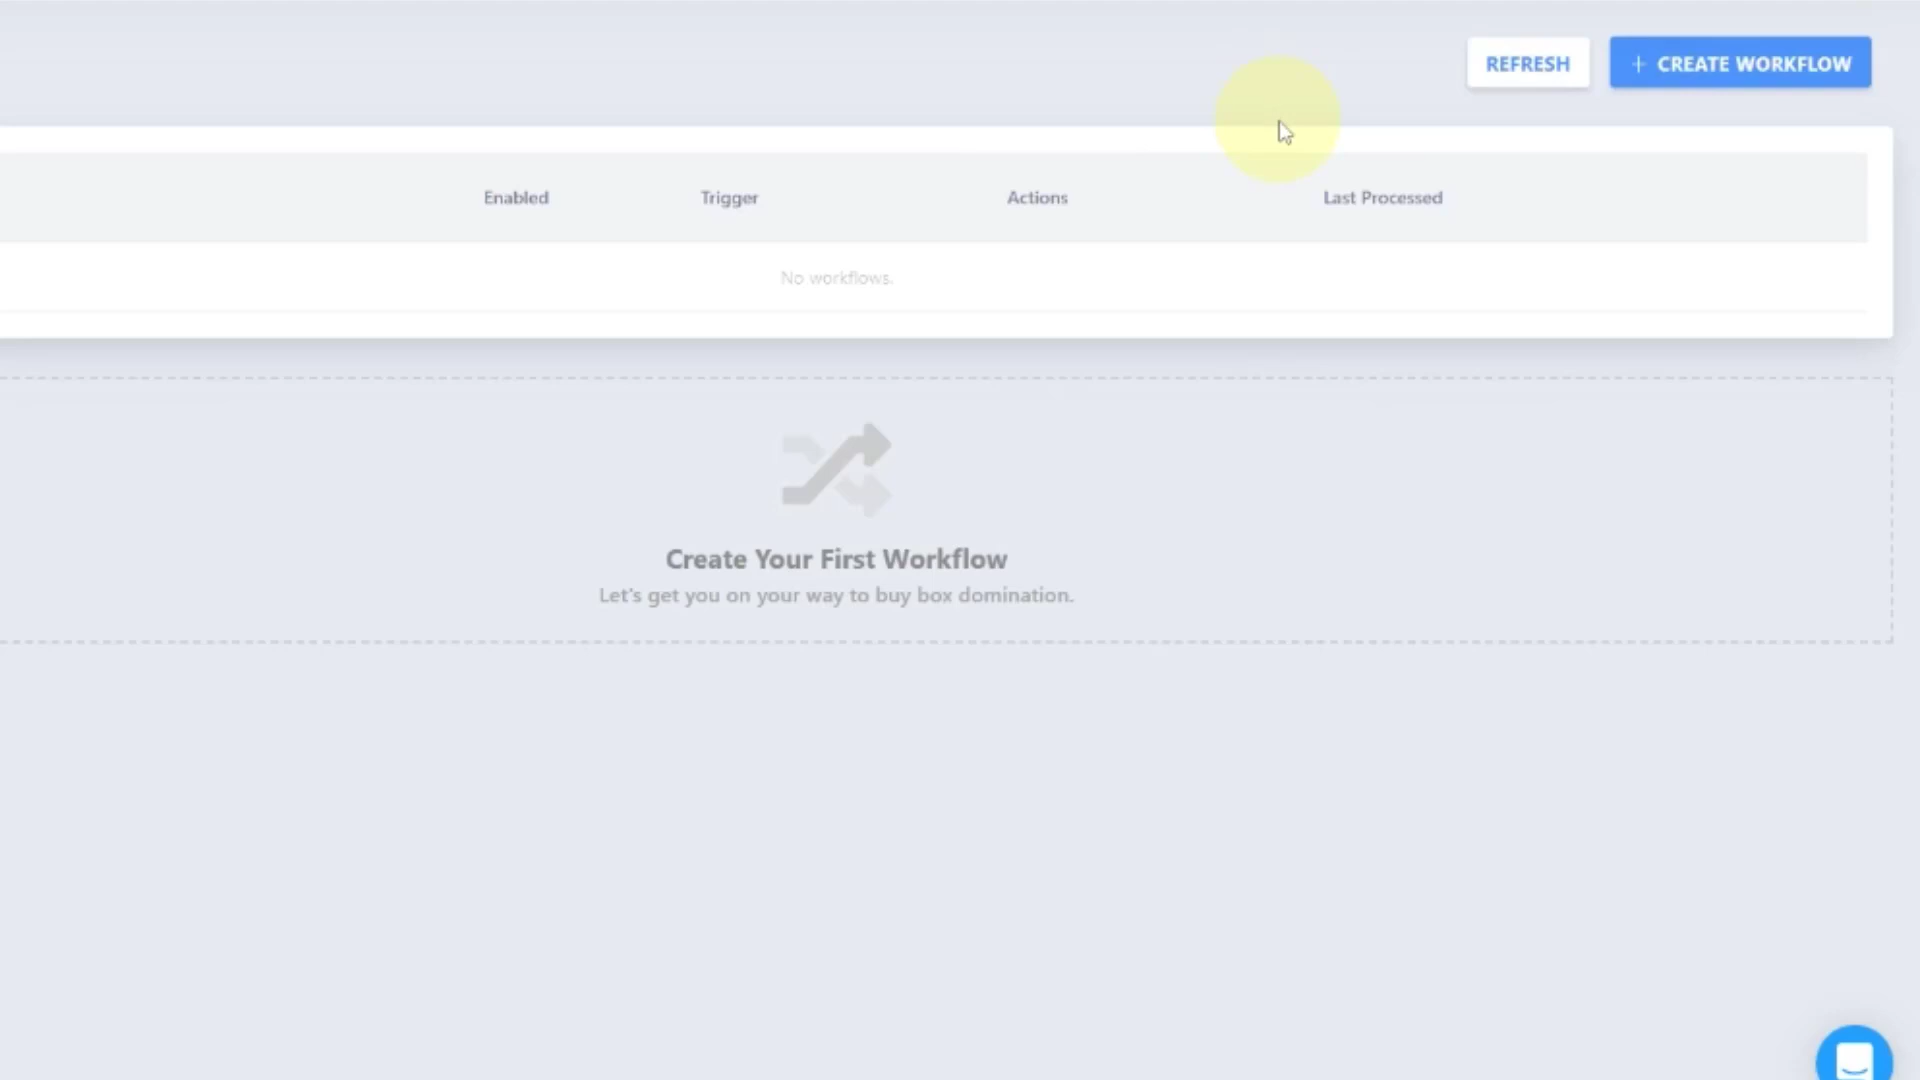 REFRESH
+ CREATE WORKFLOW
Enabled Trigger Actions Last Processed
No workflows.
Create Your First Workflow
Let's get you on your way to buy box domination.